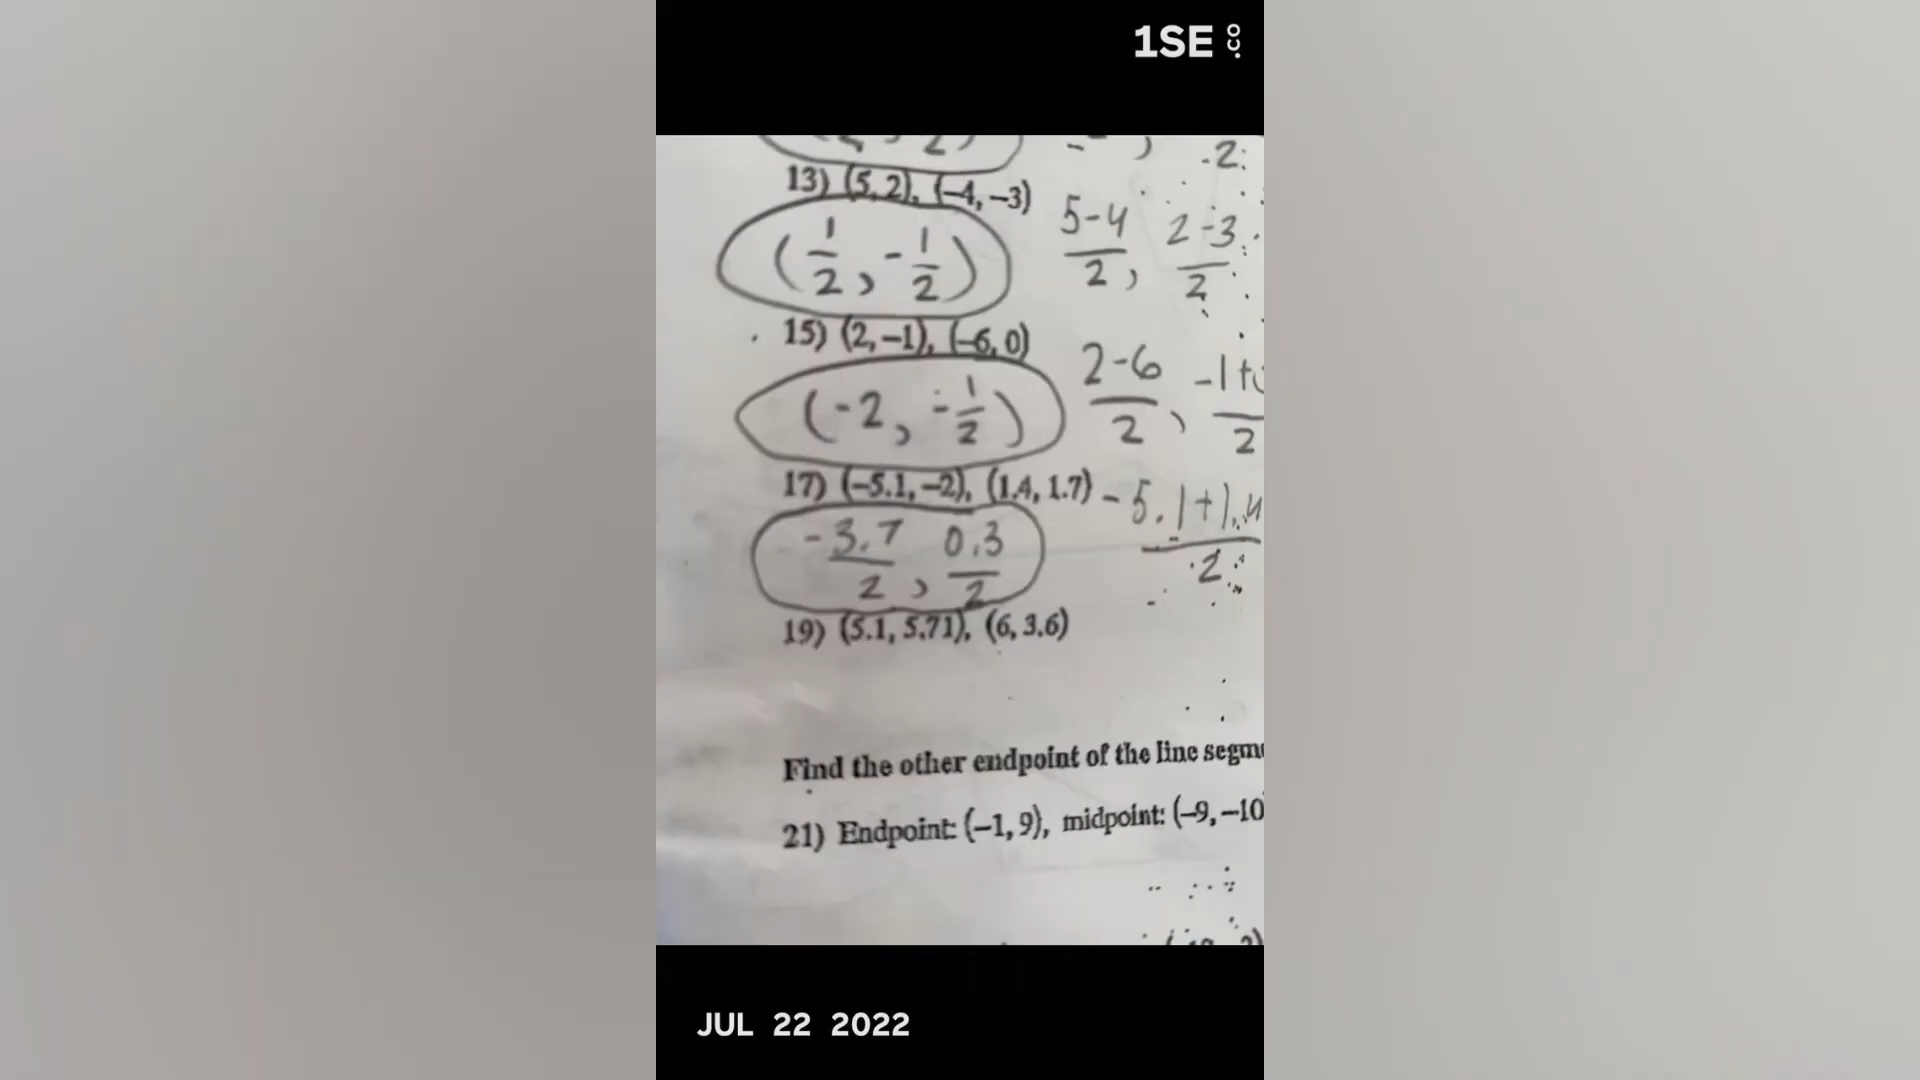 1SE .CO
-2
13) (5,2), (−4,−3)
5-4/2, 2-3/2
(1/2, -1/2)
15) (2,−1), (−6,0)
2-6/2, -1+
2
(-2, -1/2)
17) (−5.1,−2), (1.4, 1.7)
-5.1+1.4/2
-3.7/2, 0.3/2
19) (5.1, 5.71), (6, 3.6)
Find the other endpoint of the line
21) Endpoint: (−1, 9), midpoint: (−9, −10
JUL 22 2022